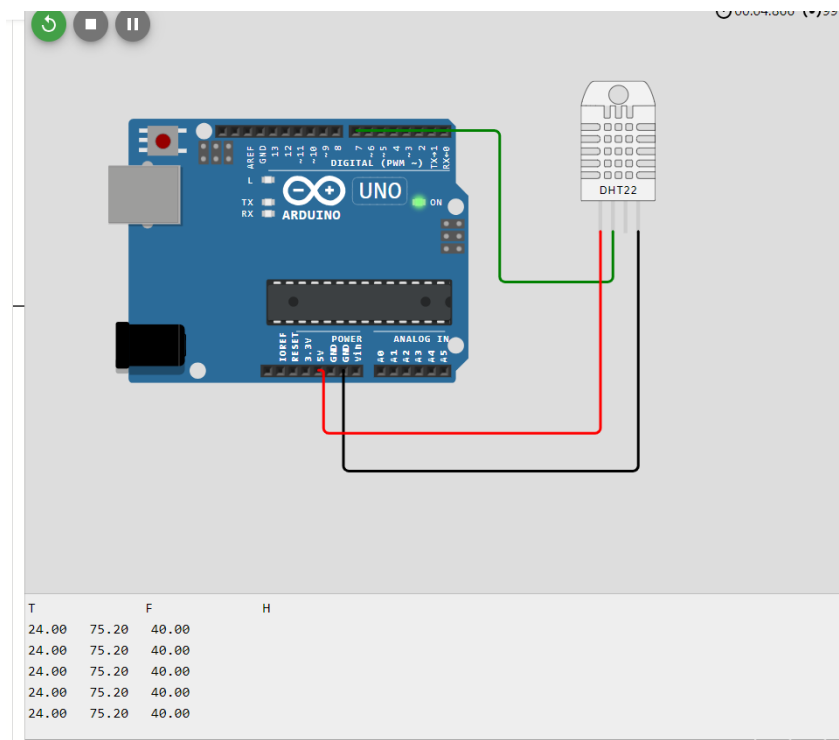 DHT22
AREF
GND
13
12
~11
~10
~9
8
7
~6
~5
4
~3
2
TX→1
RX←0
DIGITAL (PWM ~)
L
TX
RX
UNO
ON
ARDUINO
POWER
ANALOG IN
IOREF
RESET
3.3V
5V
GND
GND
Vin
A0
A1
A2
A3
A4
A5
T F H
24.00 75.20 40.00
24.00 75.20 40.00
24.00 75.20 40.00
24.00 75.20 40.00
24.00 75.20 40.00